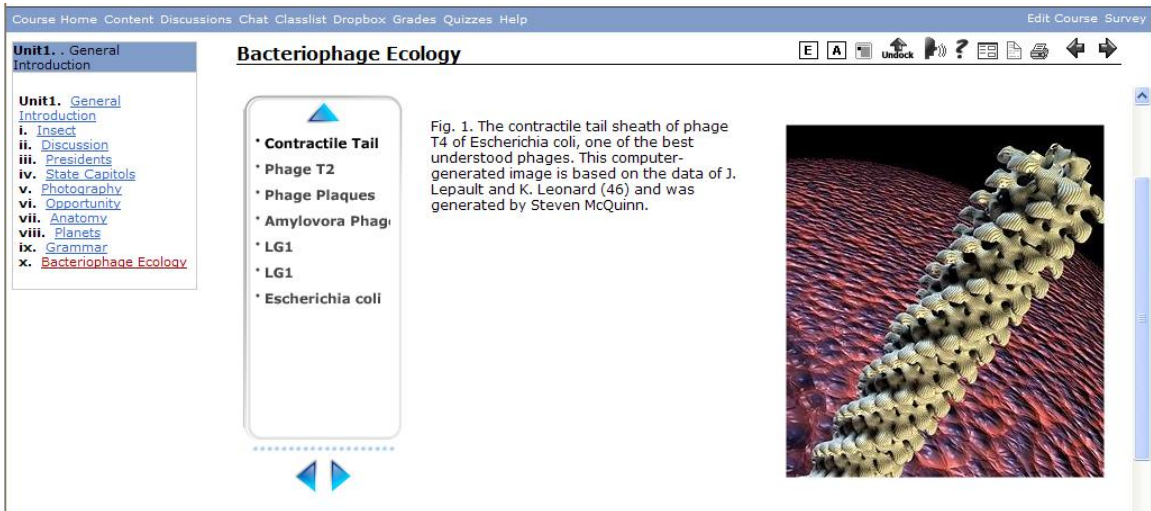 Course Home Content Discussions Chat Classlist Dropbox Grades Quizzes Help
Edit Course Survey
Unit1. . General
Introduction
Unit1. General
Introduction
i. Insect
ii. Discussion
iii. Presidents
iv. State Capitols
v. Photography
vi. Opportunity
vii. Anatomy
viii. Planets
ix. Grammar
x. Bacteriophage Ecology
Bacteriophage Ecology
E A Undock ?
· Contractile Tail
· Phage T2
· Phage Plaques
· Amylovora Phag
· LG1
· LG1
· Escherichia coli
Fig. 1. The contractile tail sheath of phage
T4 of Escherichia coli, one of the best
understood phages. This computer-
generated image is based on the data of J.
Lepault and K. Leonard (46) and was
generated by Steven McQuinn.